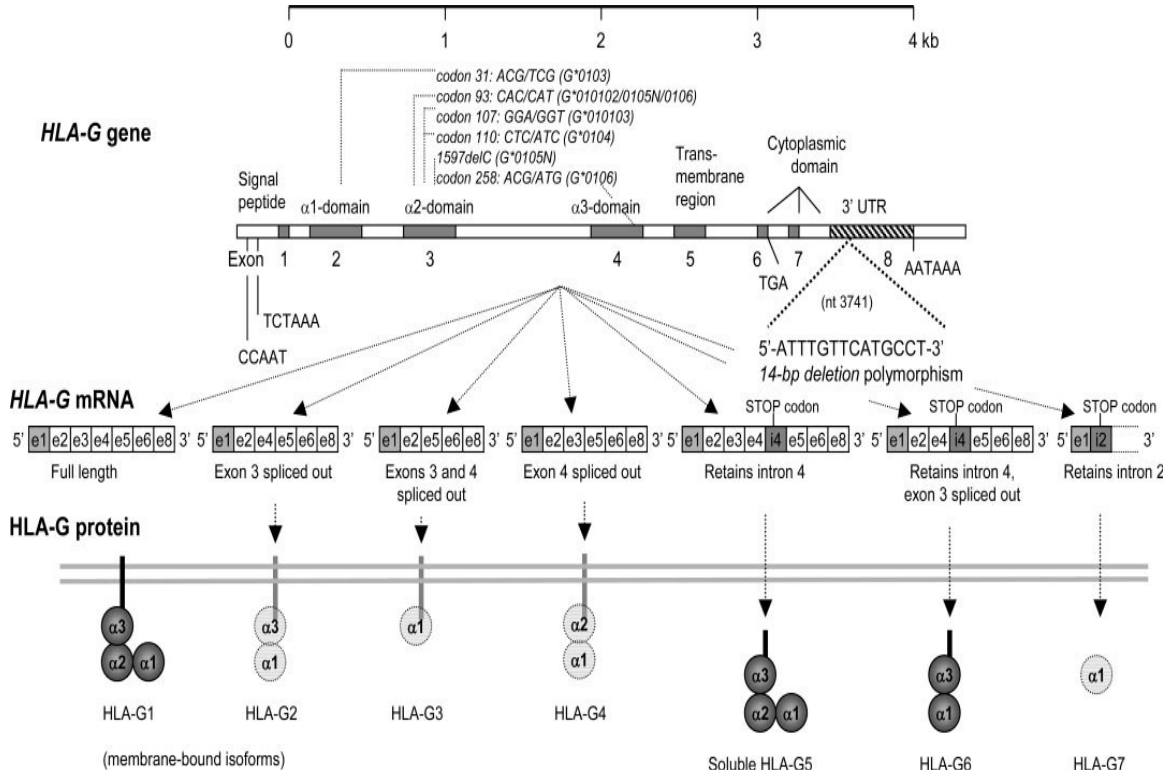 0 1 2 3 4 kb
codon 31: ACG/TCG (G*0103)
codon 93: CAC/CAT (G*010102/0105N/0106)
codon 107: GGA/GGT (G*010103)
codon 110: CTC/ATC (G*0104)
1597delC (G*0105N)
codon 258: ACG/ATG (G*0106)
HLA-G gene
Signal
peptide
α1-domain
α2-domain
α3-domain
Trans-
membrane
region
Cytoplasmic
domain
3' UTR
Exon 1 2 3 4 5 6 7 8
TGA
AATAAA
TCTAAA
CCAAT
(nt 3741)
5'-ATTTGTTCATGCCT-3'
14-bp deletion polymorphism
HLA-G mRNA
STOP codon STOP codon STOP codon
5' e1 e2 e3 e4 e5 e6 e8 3'
Full length
5' e1 e2 e4 e5 e6 e8 3'
Exon 3 spliced out
5' e1 e2 e5 e6 e8 3'
Exons 3 and 4
spliced out
5' e1 e2 e3 e5 e6 e8 3'
Exon 4 spliced out
5' e1 e2 e3 e4 i4 e5 e6 e8 3'
Retains intron 4
5' e1 e2 e4 i4 e5 e6 e8 3'
Retains intron 4,
exon 3 spliced out
5' e1 i2 3'
Retains intron 2
HLA-G protein
α3
α2 α1
HLA-G1
α3
α1
HLA-G2
α1
HLA-G3
α2
α1
HLA-G4
α3
α2 α1
Soluble HLA-G5
α3
α1
HLA-G6
α1
HLA-G7
(membrane-bound isoforms)